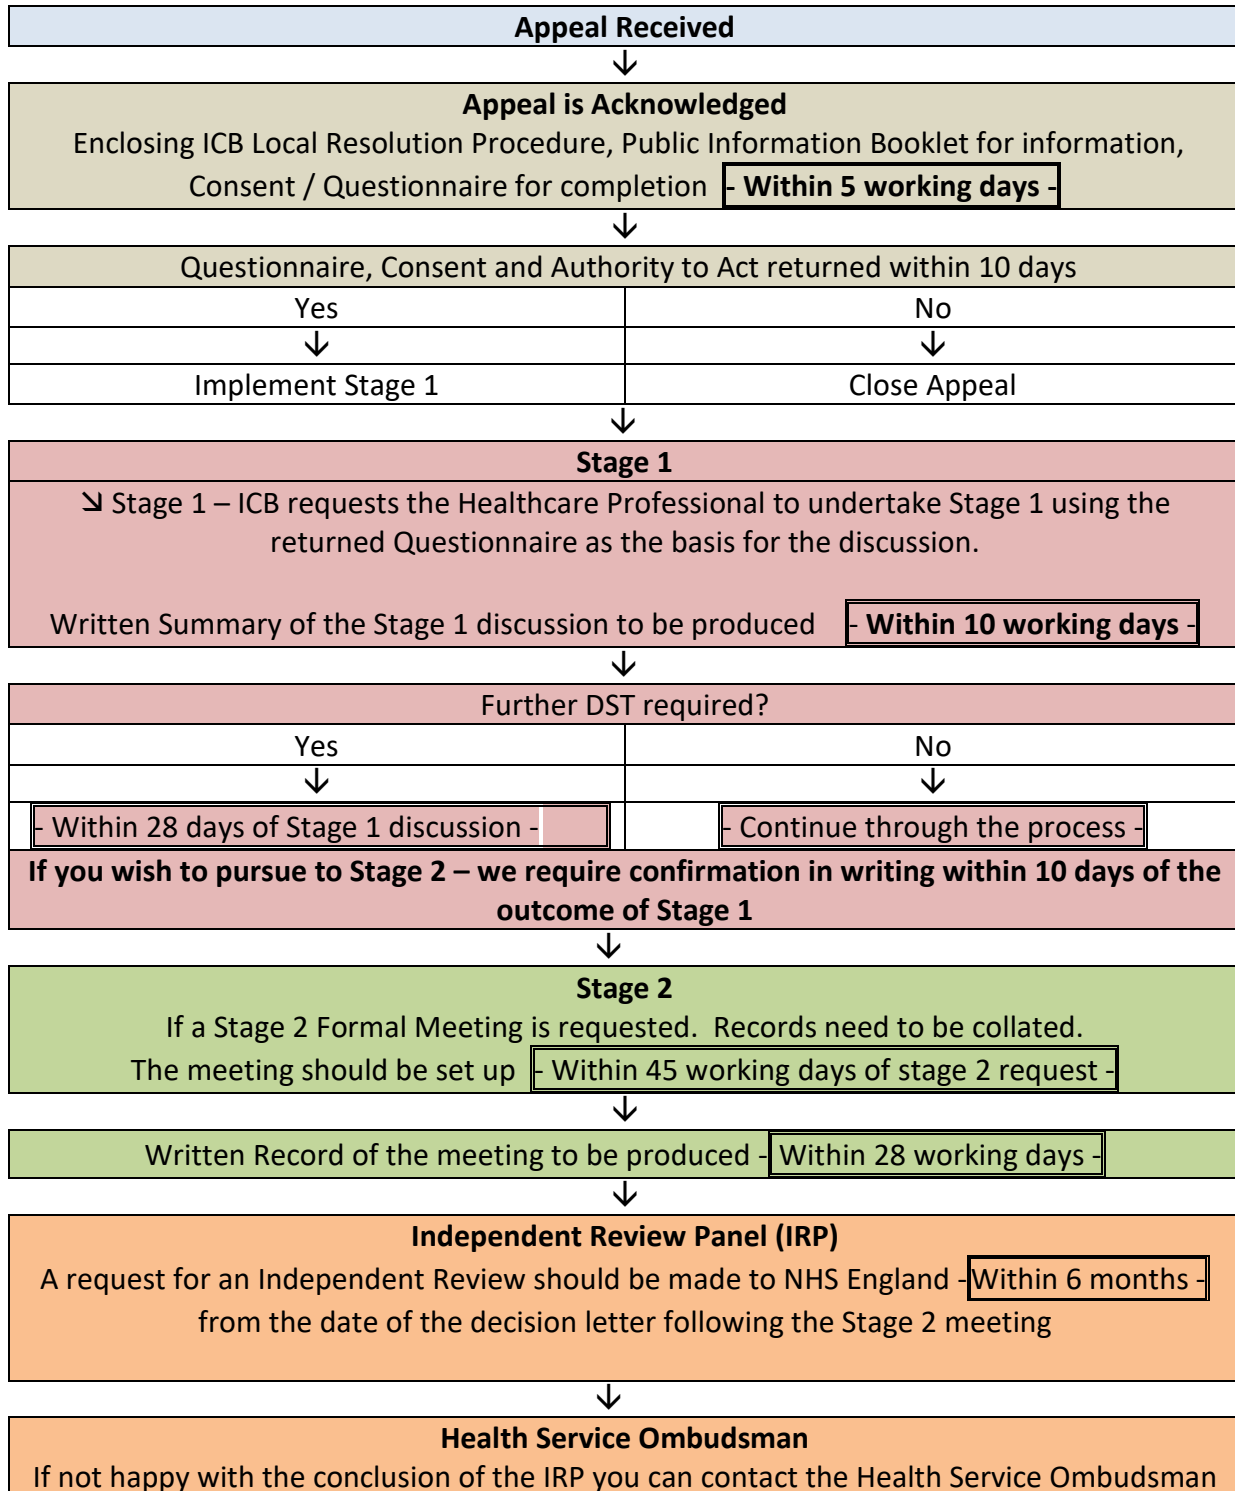 Appeal Received
↓
Appeal is Acknowledged
Enclosing ICB Local Resolution Procedure, Public Information Booklet for information,
Consent / Questionnaire for completion - Within 5 working days -
↓
Questionnaire, Consent and Authority to Act returned within 10 days
Yes No
↓ ↓
Implement Stage 1 Close Appeal
↓
Stage 1
↘ Stage 1 – ICB requests the Healthcare Professional to undertake Stage 1 using the
returned Questionnaire as the basis for the discussion.
Written Summary of the Stage 1 discussion to be produced - Within 10 working days -
↓
Further DST required?
Yes No
↓ ↓
- Within 28 days of Stage 1 discussion - - Continue through the process -
If you wish to pursue to Stage 2 – we require confirmation in writing within 10 days of the
outcome of Stage 1
↓
Stage 2
If a Stage 2 Formal Meeting is requested. Records need to be collated.
The meeting should be set up - Within 45 working days of stage 2 request -
↓
Written Record of the meeting to be produced - Within 28 working days -
↓
Independent Review Panel (IRP)
A request for an Independent Review should be made to NHS England - Within 6 months -
from the date of the decision letter following the Stage 2 meeting
↓
Health Service Ombudsman
If not happy with the conclusion of the IRP you can contact the Health Service Ombudsman